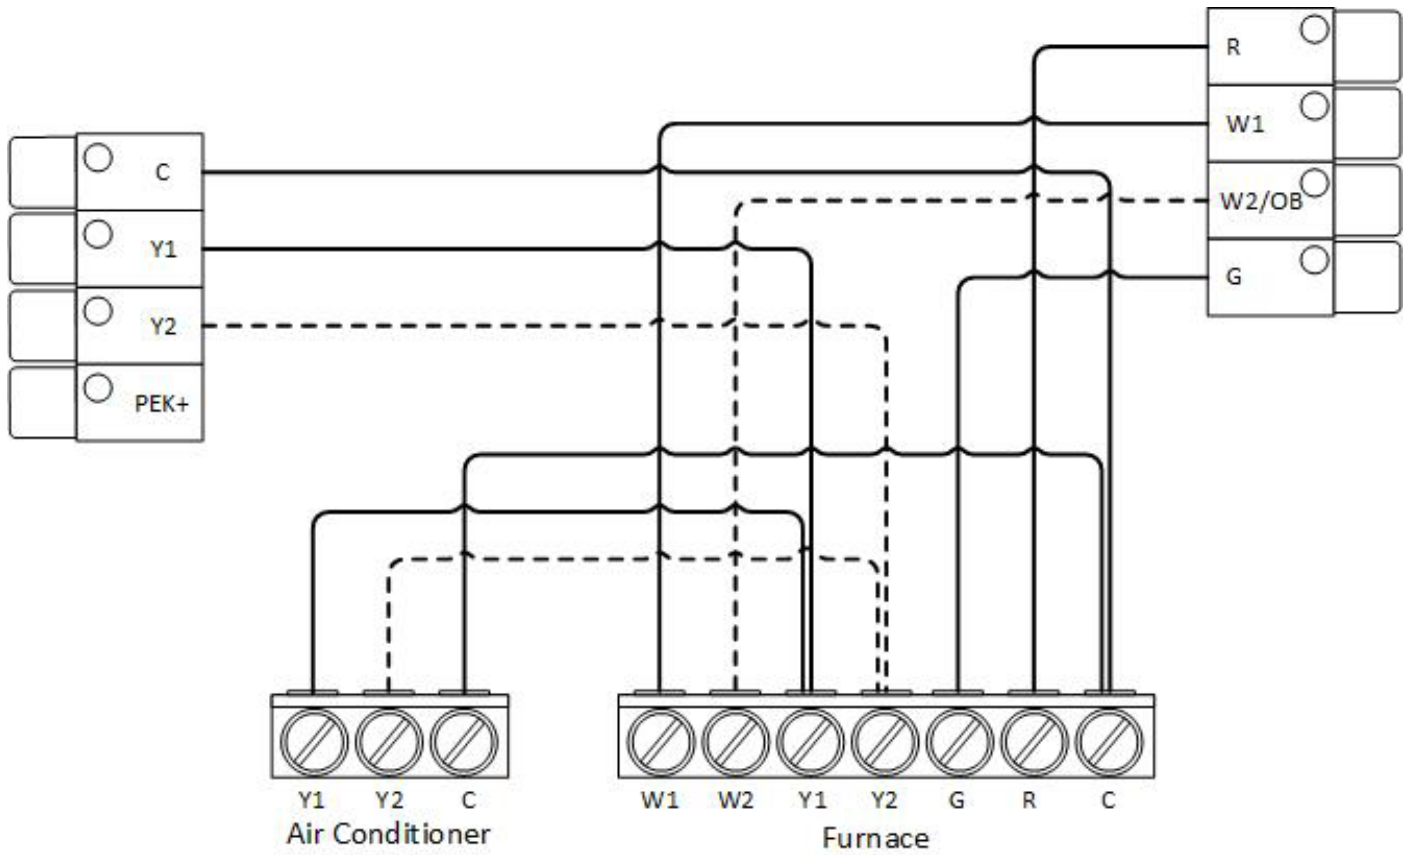 R
W1
W2/OB
G
C
Y1
Y2
PEK+
Y1 Y2 C
Air Conditioner
W1 W2 Y1 Y2 G R C
Furnace